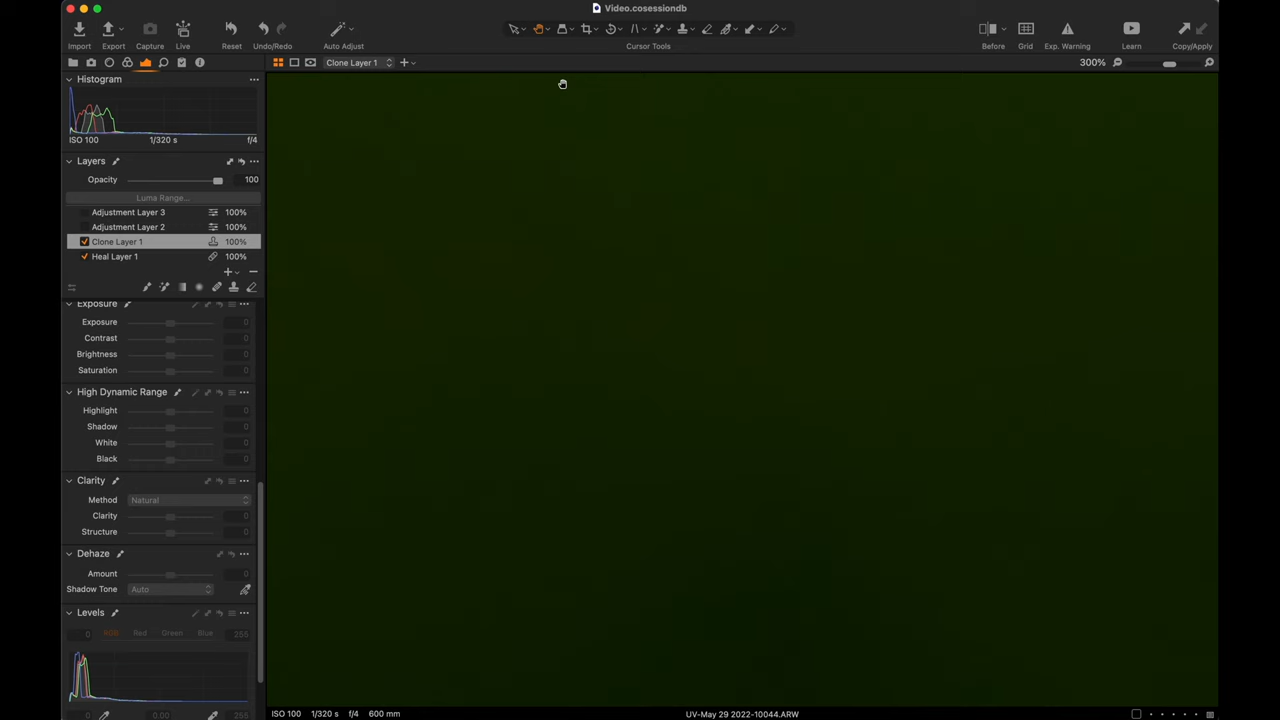 Video.cosessiondb
Import Export Capture Live Reset Undo/Redo Auto Adjust Cursor Tools Before Grid Exp. Warning Learn Copy/Apply
Clone Layer 1 300%
Histogram
ISO 100 1/320 s f/4
Layers
Opacity 100
Luma Range...
Adjustment Layer 3 100%
Adjustment Layer 2 100%
Clone Layer 1 100%
Heal Layer 1 100%
Exposure
Exposure 0
Contrast 0
Brightness 0
Saturation 0
High Dynamic Range
Highlight 0
Shadow 0
White 0
Black 0
Clarity
Method Natural
Clarity 0
Structure 0
Dehaze
Amount 0
Shadow Tone Auto
Levels
0 RGB Red Green Blue 255
0 0.00 255
ISO 100 1/320 s f/4 600 mm UV-May 29 2022-10044.ARW